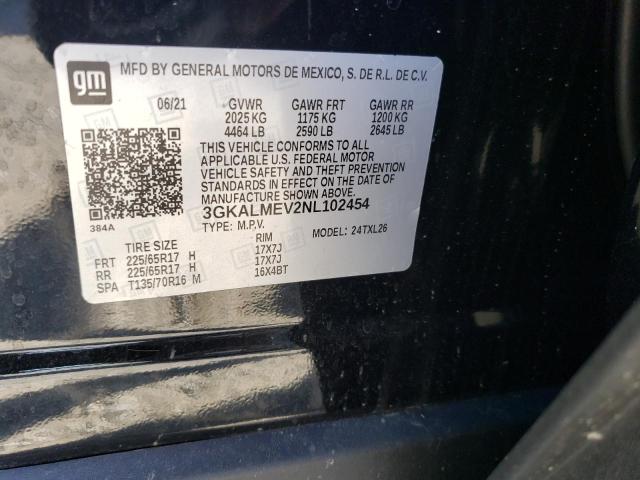 gm
MFD BY GENERAL MOTORS DE MEXICO, S. DE R.L. DE C.V.
06/21 GVWR GAWR FRT GAWR RR
2025 KG 1175 KG 1200 KG
4464 LB 2590 LB 2645 LB
THIS VEHICLE CONFORMS TO ALL
APPLICABLE U.S. FEDERAL MOTOR
VEHICLE SAFETY AND THEFT PREVENTION
STANDARDS IN EFFECT ON THE DATE OF
MANUFACTURE SHOWN ABOVE.
384A
3GKALMEV2NL102454
TYPE: M.P.V. MODEL: 24TXL26
TIRE SIZE RIM
FRT 225/65R17 H 17X7J
RR 225/65R17 H 17X7J
SPA T135/70R16 M 16X4BT